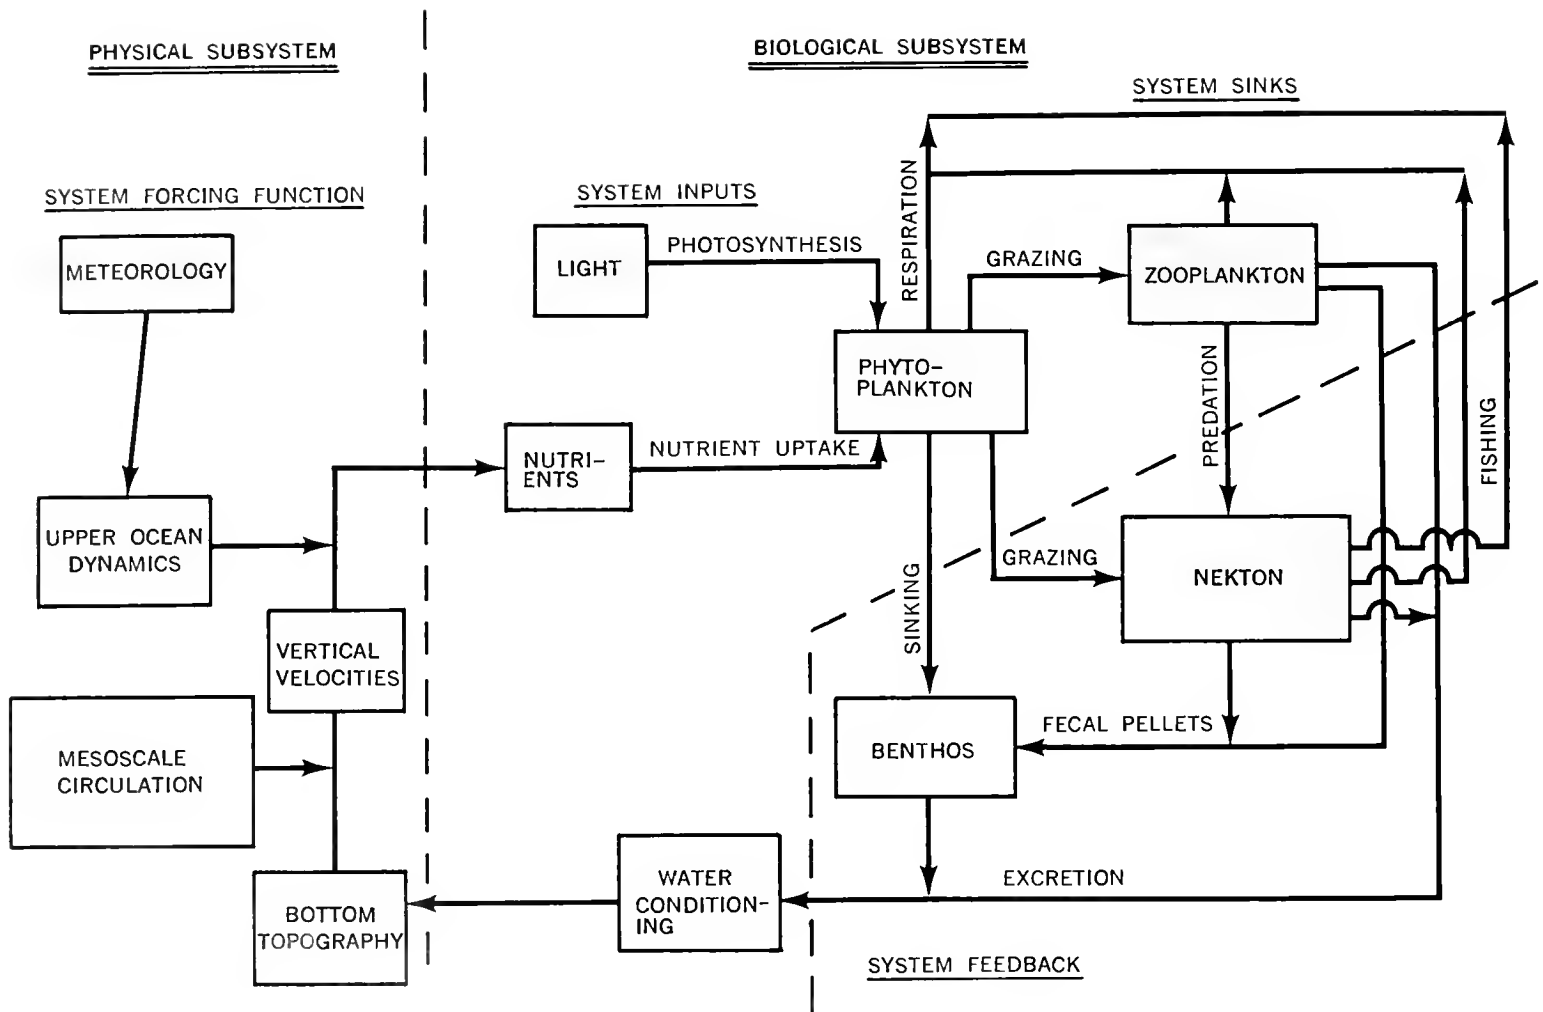 PHYSICAL SUBSYSTEM
BIOLOGICAL SUBSYSTEM
SYSTEM SINKS
SYSTEM FORCING FUNCTION
SYSTEM INPUTS
METEOROLOGY
LIGHT
PHOTOSYNTHESIS
RESPIRATION
GRAZING
ZOOPLANKTON
PHYTO-
PLANKTON
PREDATION
FISHING
NUTRI-
ENTS
NUTRIENT UPTAKE
UPPER OCEAN
DYNAMICS
SINKING
GRAZING
NEKTON
VERTICAL
VELOCITIES
MESOSCALE
CIRCULATION
BENTHOS
FECAL PELLETS
WATER
CONDITION-
ING
EXCRETION
BOTTOM
TOPOGRAPHY
SYSTEM FEEDBACK